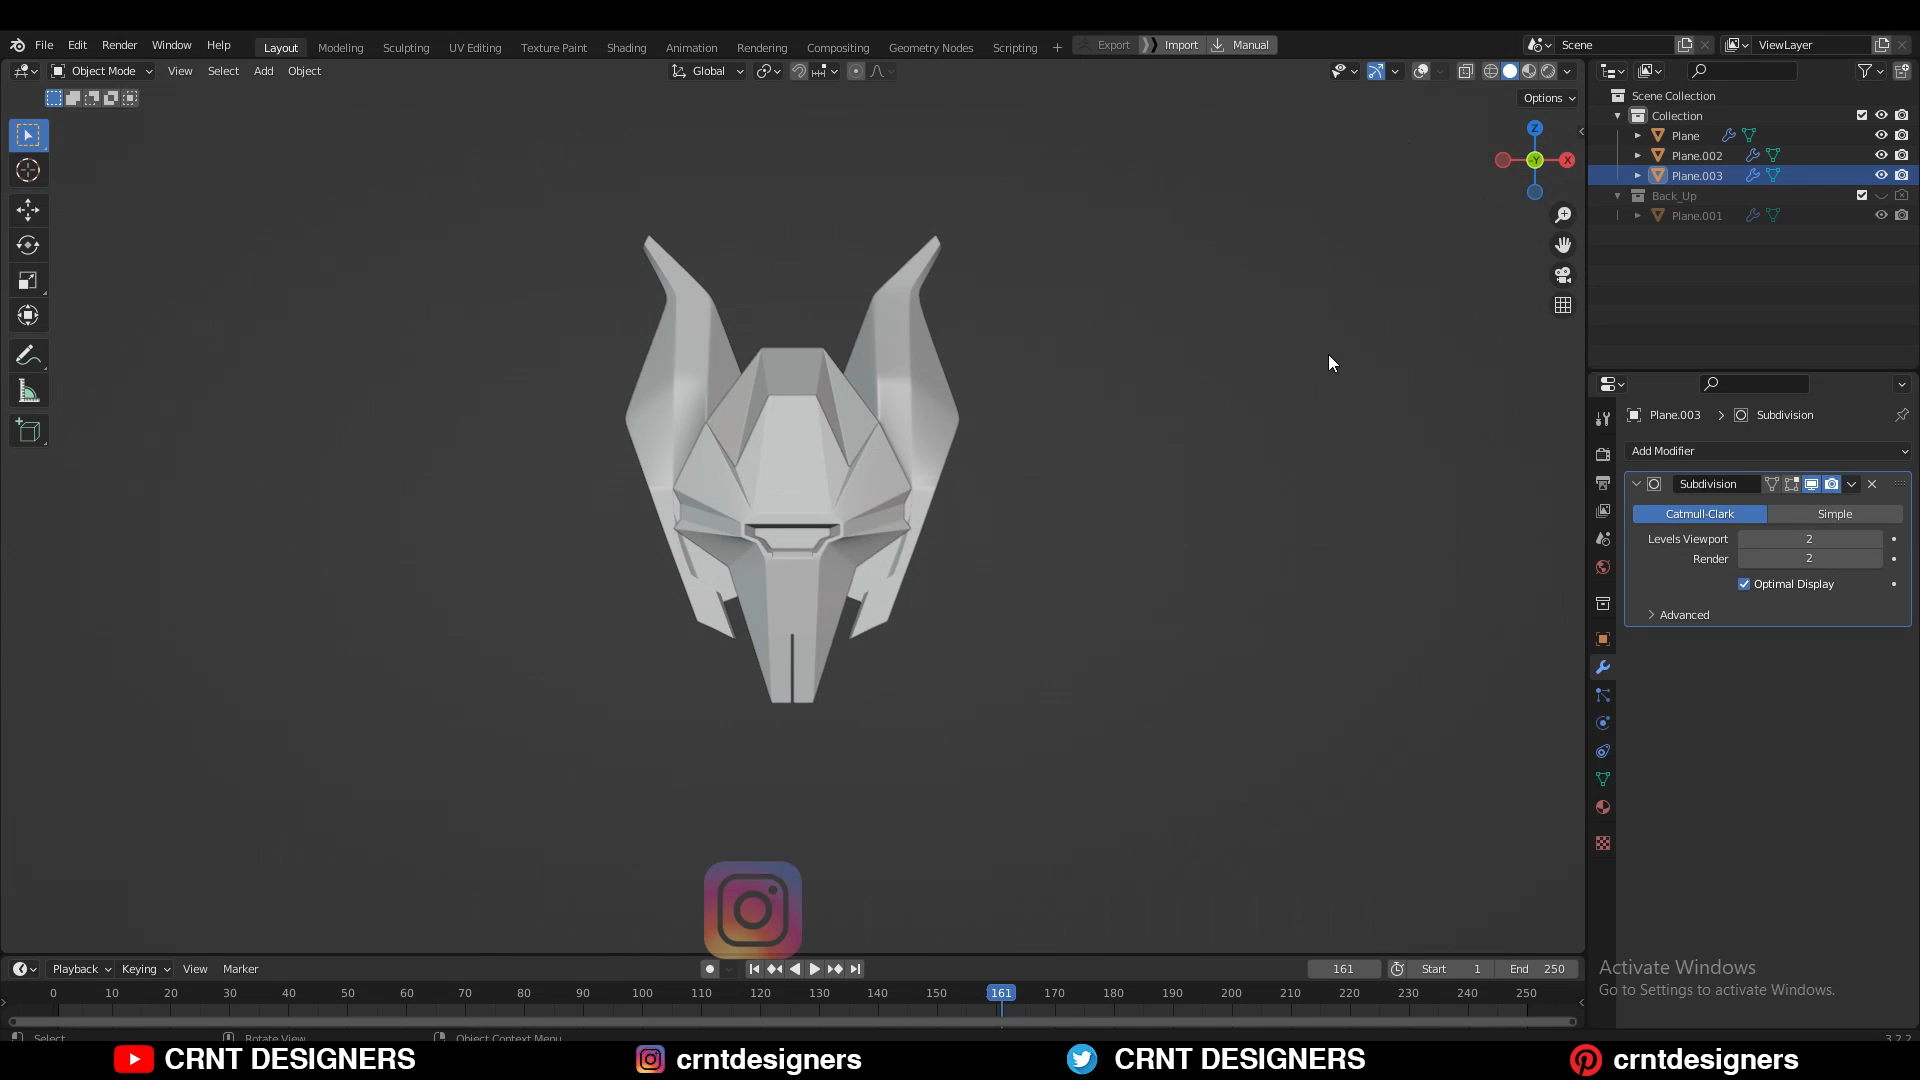 File Edit Render Window Help Layout Modeling Sculpting UV Editing Texture Paint Shading Animation Rendering Compositing Geometry Nodes Scripting + Export Import Manual Scene ViewLayer
Object Mode View Select Add Object Global
Options
Z
-Y X
Scene Collection
Collection
Plane
Plane.002
Plane.003
Back_Up
Plane.001
Plane.003 > Subdivision
Add Modifier
Subdivision
Catmull-Clark Simple
Levels Viewport 2
Render 2
Optimal Display
Advanced
Activate Windows
Go to Settings to activate Windows.
Playback Keying View Marker 161 Start 1 End 250
0 10 20 30 40 50 60 70 80 90 100 110 120 130 140 150 161 170 180 190 200 210 220 230 240 250
Select Rotate View Object Context Menu 3.2.2
CRNT DESIGNERS crntdesigners CRNT DESIGNERS crntdesigners